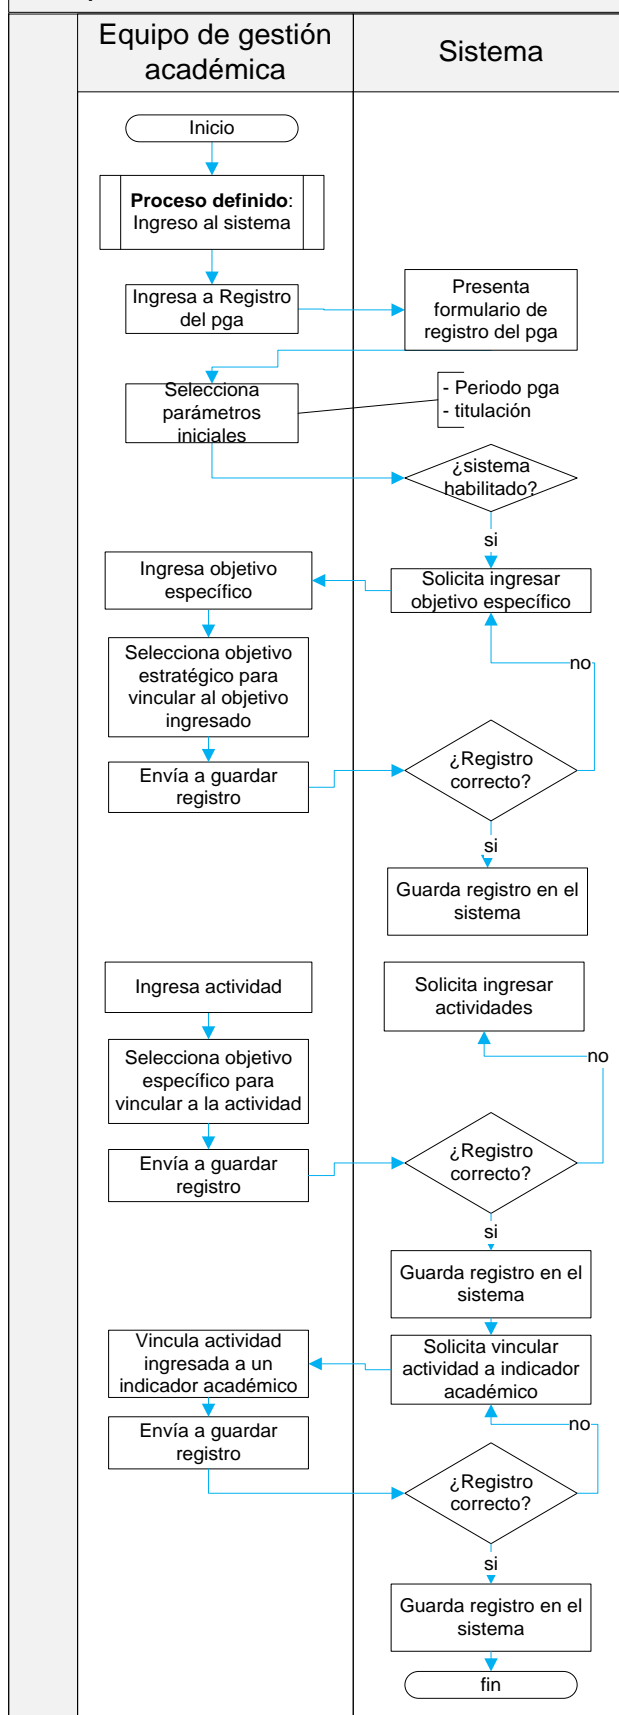 Equipo de gestión
académica
Sistema
Inicio
Proceso definido:
Ingreso al sistema
Ingresa a Registro
del pga
Presenta
formulario de
registro del pga
Selecciona
parámetros
iniciales
- Periodo pga
- titulación
¿sistema
habilitado?
si
Ingresa objetivo
específico
Solicita ingresar
objetivo específico
Selecciona objetivo
estratégico para
vincular al objetivo
ingresado
no
Envía a guardar
registro
¿Registro
correcto?
si
Guarda registro en el
sistema
Ingresa actividad
Solicita ingresar
actividades
Selecciona objetivo
específico para
vincular a la actividad
no
Envía a guardar
registro
¿Registro
correcto?
si
Guarda registro en el
sistema
Vincula actividad
ingresada a un
indicador académico
Solicita vincular
actividad a indicador
académico
Envía a guardar
registro
no
¿Registro
correcto?
si
Guarda registro en el
sistema
fin